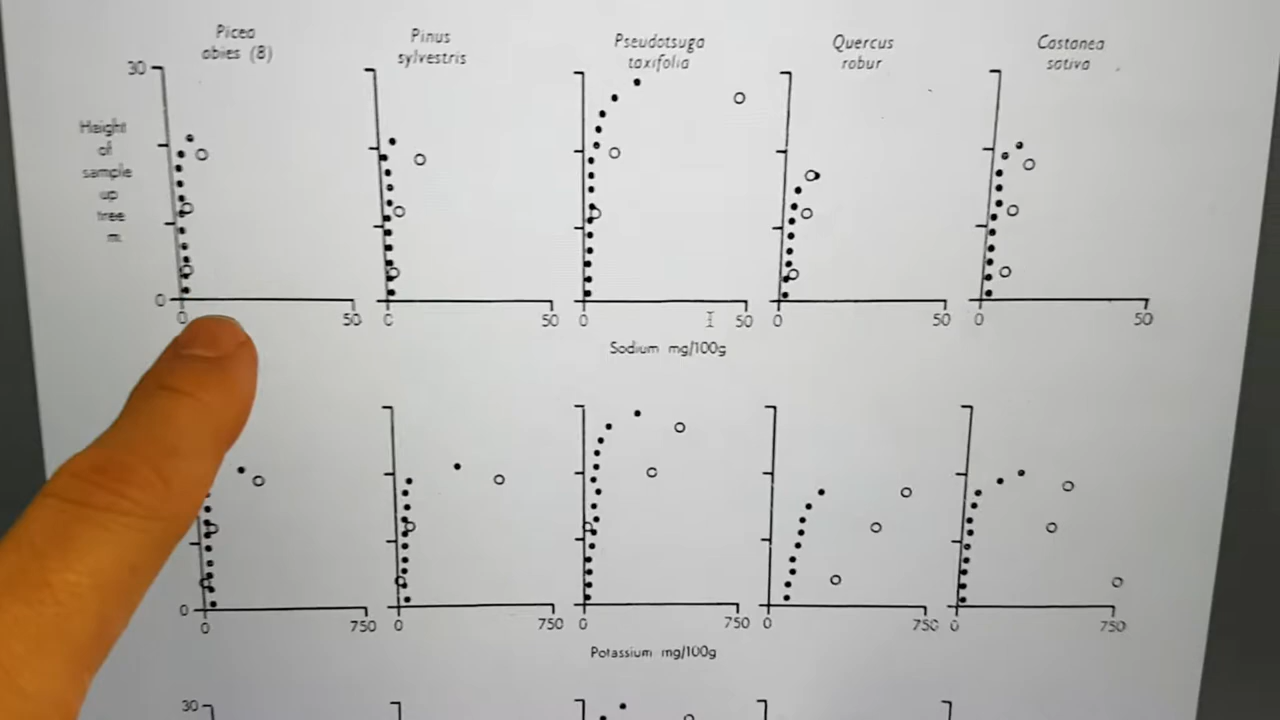 Picea
abies (8)
Pinus
sylvestris
Pseudotsuga
taxifolia
Quercus
robur
Castanea
sativa
30
Height
of
sample
up
tree
m.
0
0 50
0 50
0 50
0 50
0 50
Sodium mg/100g
0
0 750
0 750
0 750
0 750
0 750
Potassium mg/100g
30